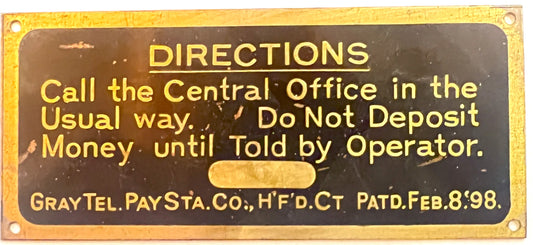 DIRECTIONS
Call the Central Office in the
Usual way. Do Not Deposit
Money until Told by Operator.
GRAY TEL. PAY STA. CO., H'F'D. CT PATD. FEB. 8. '98.